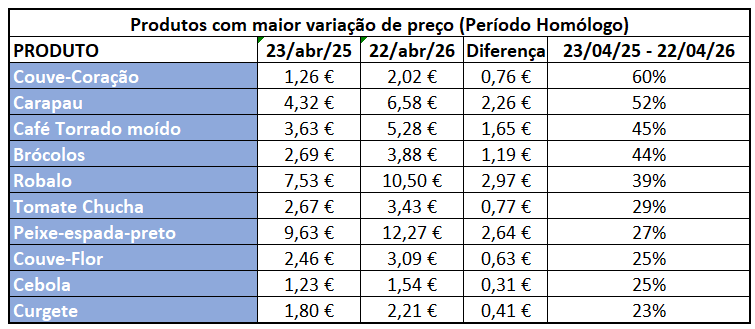 Produtos com maior variação de preço (Período Homólogo)
PRODUTO 23/abr/25 22/abr/26 Diferença 23/04/25 - 22/04/26
Couve-Coração 1,26 € 2,02 € 0,76 € 60%
Carapau 4,32 € 6,58 € 2,26 € 52%
Café Torrado moído 3,63 € 5,28 € 1,65 € 45%
Brócolos 2,69 € 3,88 € 1,19 € 44%
Robalo 7,53 € 10,50 € 2,97 € 39%
Tomate Chucha 2,67 € 3,43 € 0,77 € 29%
Peixe-espada-preto 9,63 € 12,27 € 2,64 € 27%
Couve-Flor 2,46 € 3,09 € 0,63 € 25%
Cebola 1,23 € 1,54 € 0,31 € 25%
Curgete 1,80 € 2,21 € 0,41 € 23%